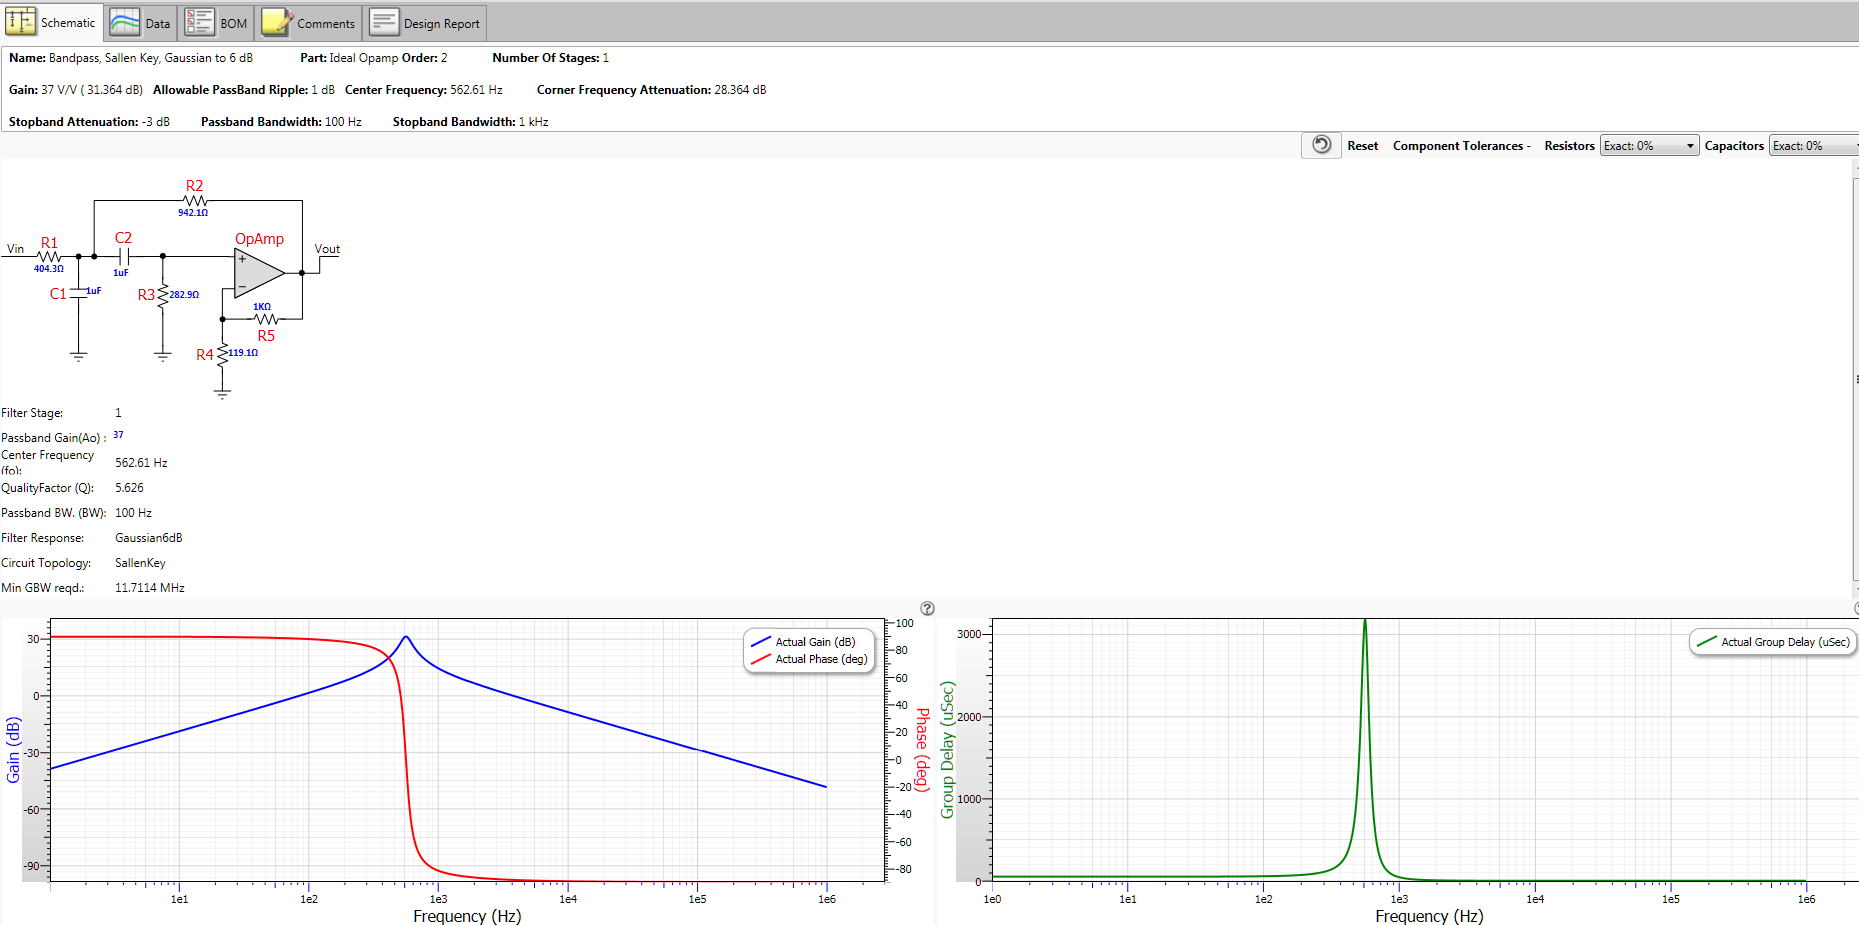 Schematic Data BOM Comments Design Report
Name: Bandpass, Sallen Key, Gaussian to 6 dB Part: Ideal Opamp Order: 2 Number Of Stages: 1
Gain: 37 V/V ( 31.364 dB) Allowable PassBand Ripple: 1 dB Center Frequency: 562.61 Hz Corner Frequency Attenuation: 28.364 dB
Stopband Attenuation: -3 dB Passband Bandwidth: 100 Hz Stopband Bandwidth: 1 kHz
Reset Component Tolerances - Resistors Exact: 0% Capacitors Exact: 0%
R2
942.1Ω
Vin R1 C2 OpAmp Vout
404.3Ω 1uF
+
-
C1 1uF R3 282.9Ω
1KΩ
R5
R4 119.1Ω
Filter Stage: 1
Passband Gain(Ao) : 37
Center Frequency (fo): 562.61 Hz
QualityFactor (Q): 5.626
Passband BW. (BW): 100 Hz
Filter Response: Gaussian6dB
Circuit Topology: SallenKey
Min GBW reqd.: 11.7114 MHz
?
Gain (dB)
30
0
-30
-60
-90
Actual Gain (dB)
Actual Phase (deg)
100
80
60
40
20
0
-20
-40
-60
-80
Phase (deg)
1e1 1e2 1e3 1e4 1e5 1e6
Frequency (Hz)
Group Delay (uSec)
3000
2000
1000
0
Actual Group Delay (uSec)
1e0 1e1 1e2 1e3 1e4 1e5 1e6
Frequency (Hz)